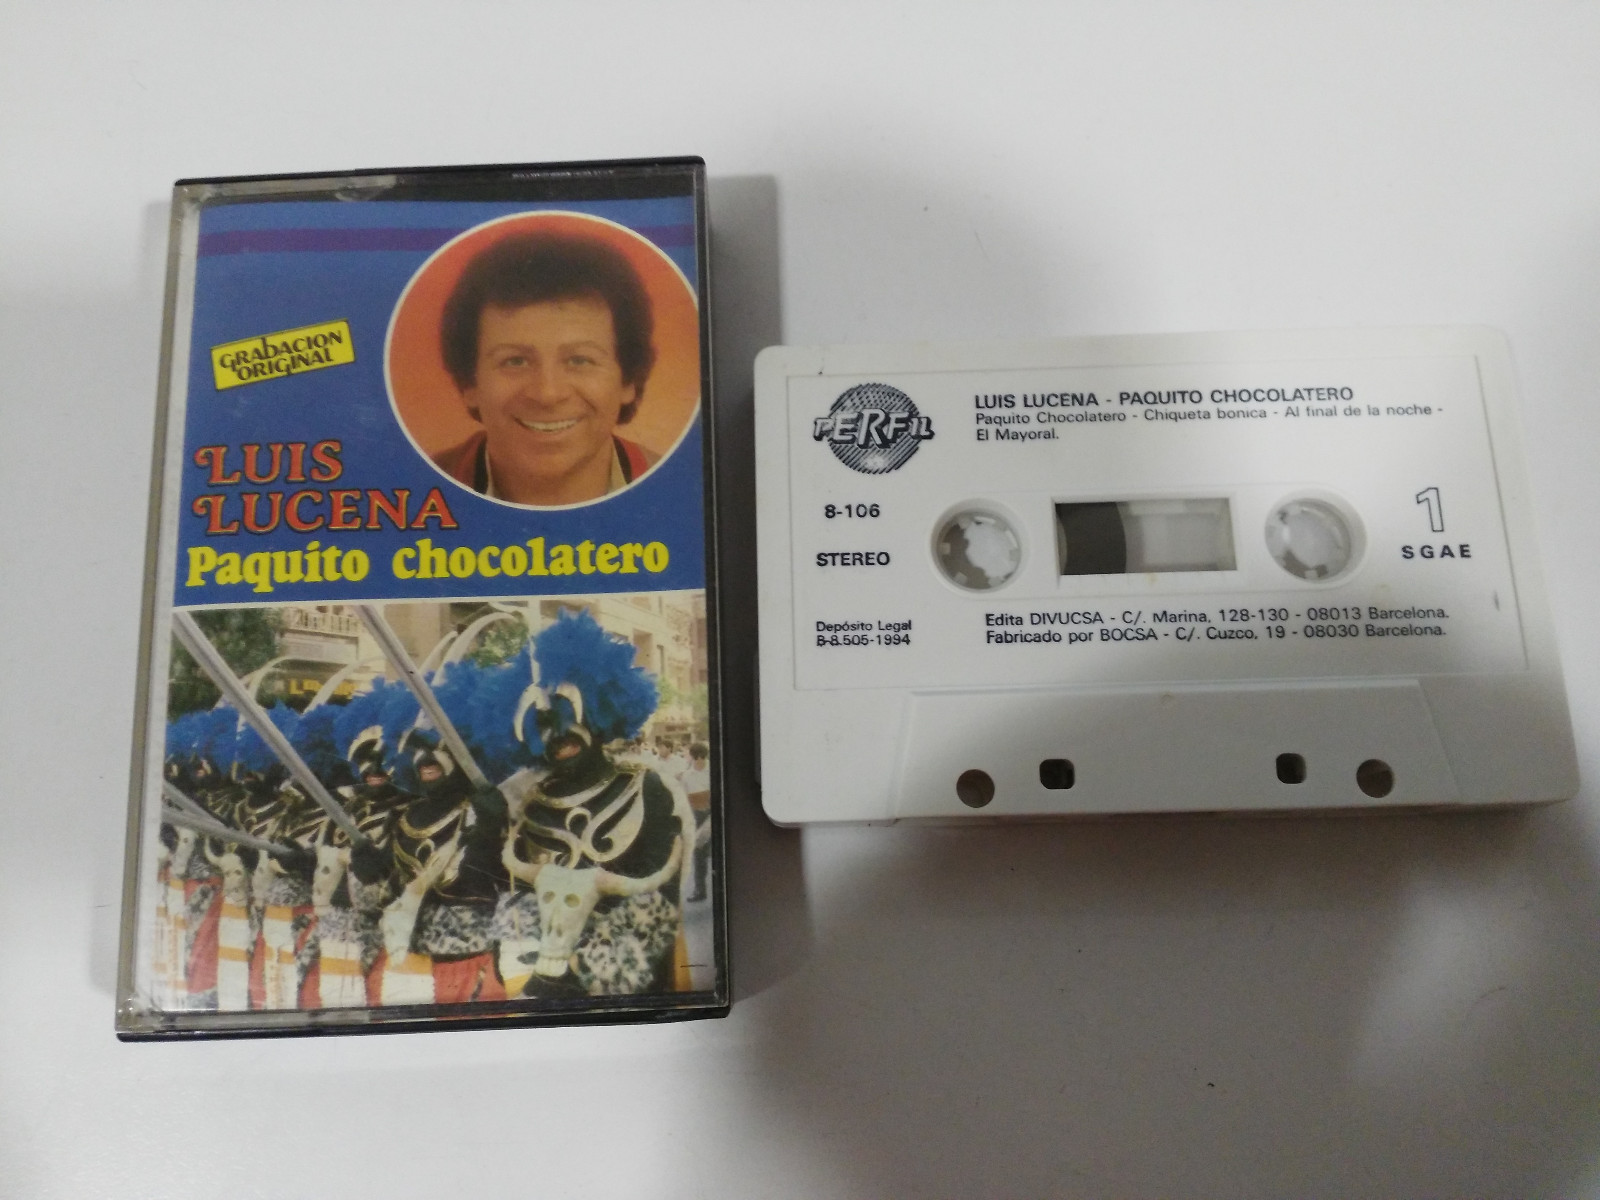 GRABACION
ORIGINAL
LUIS
LUCENA
Paquito chocolatero
PERFIL
LUIS LUCENA - PAQUITO CHOCOLATERO
Paquito Chocolatero - Chiqueta bonica - Al final de la noche -
El Mayoral.
8-106
STEREO
1
SGAE
Depósito Legal
B-8.505-1994
Edita DIVUCSA - C/. Marina, 128-130 - 08013 Barcelona.
Fabricado por BOCSA - C/. Cuzco, 19 - 08030 Barcelona.